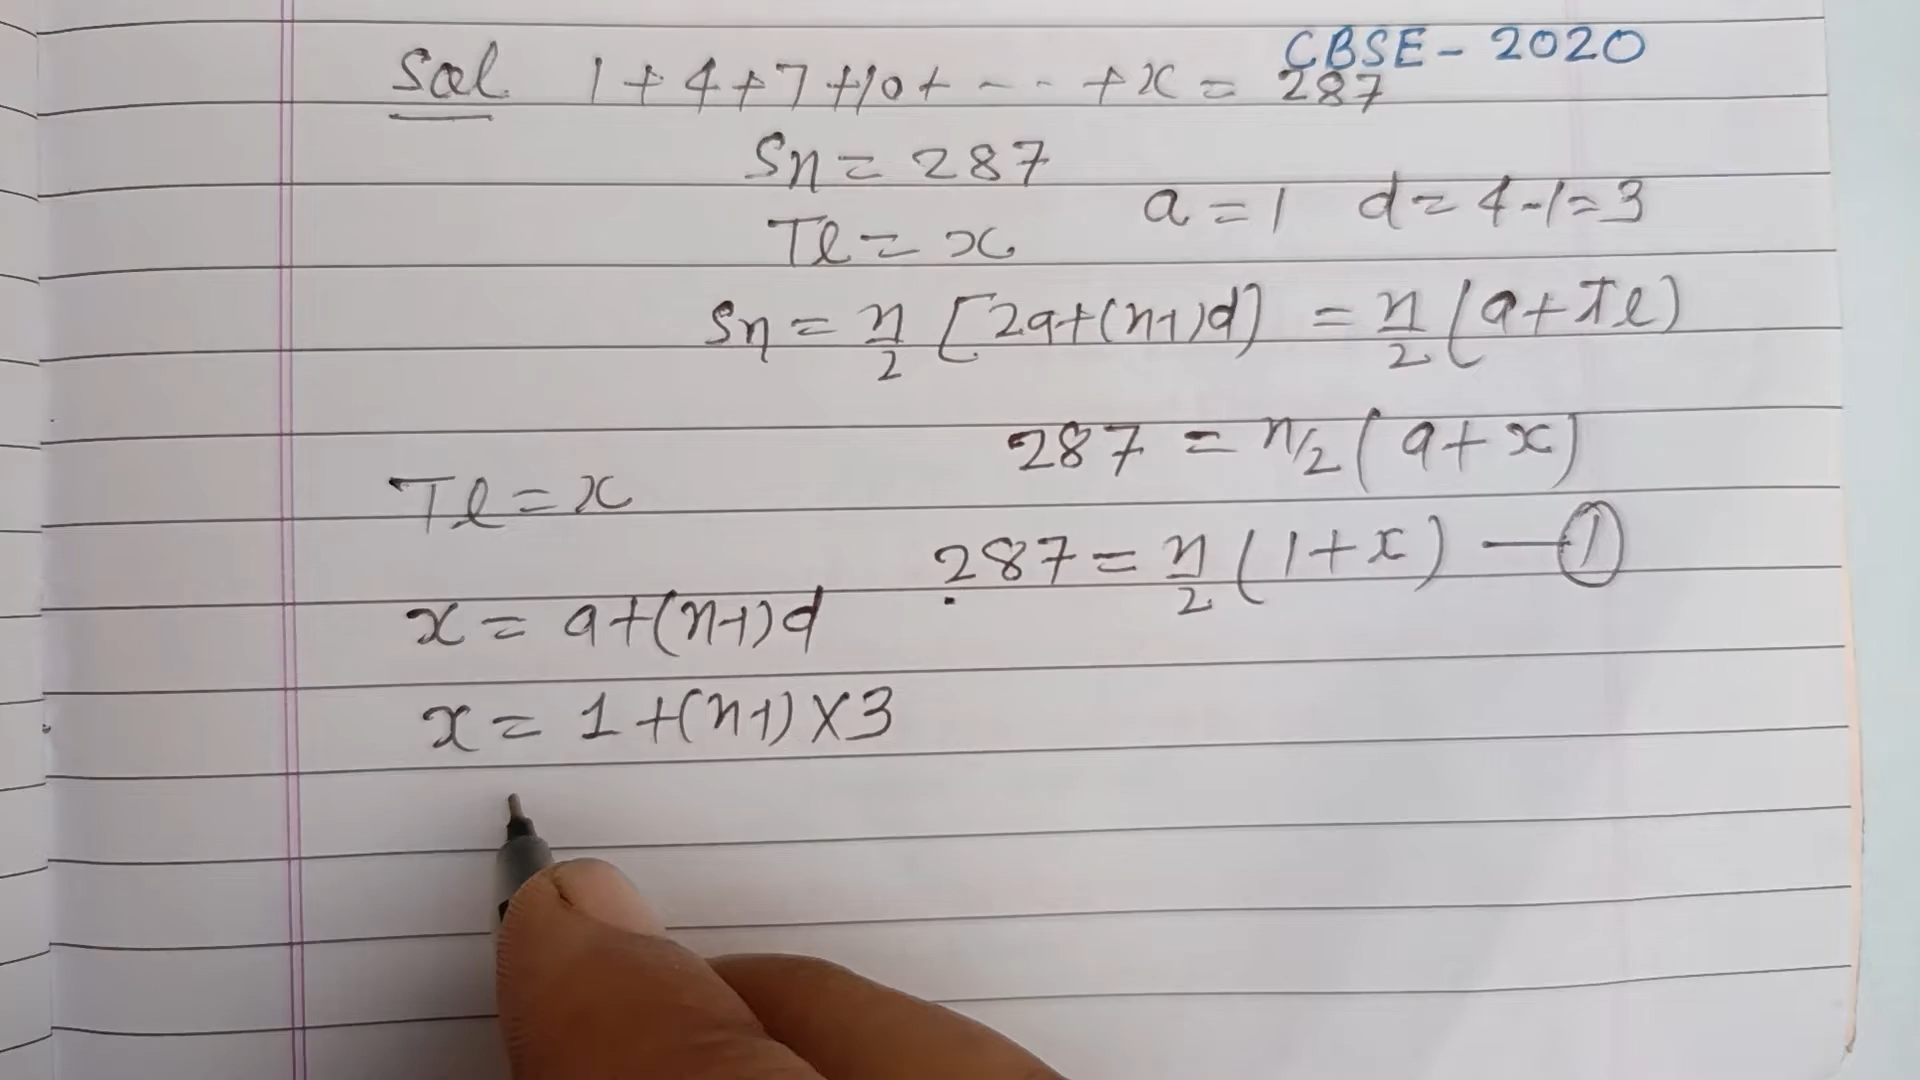 CBSE - 2020
Sol 1+4+7+10+ - - - +x = 287
Sn = 287
a = 1 d = 4-1=3
Tl = x
Sn = n/2 [2a+(n-1)d] = n/2 (a+Tl)
287 = n/2 (a+x)
Tl = x
287 = n/2 (1+x) — ①
x = a+(n-1)d
x = 1+(n-1)×3